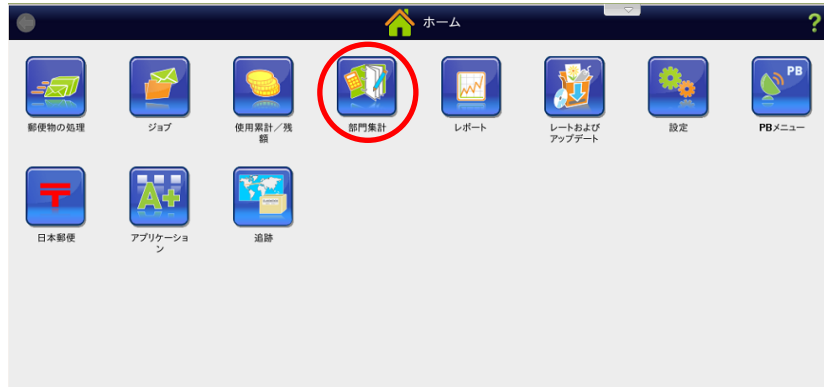 ホーム
?
PB
郵便物の処理
ジョブ
使用累計／残
額
部門集計
レポート
レートおよび
アップデート
設定
PBメニュー
〒
A+
日本郵便
アプリケーショ
ン
追跡